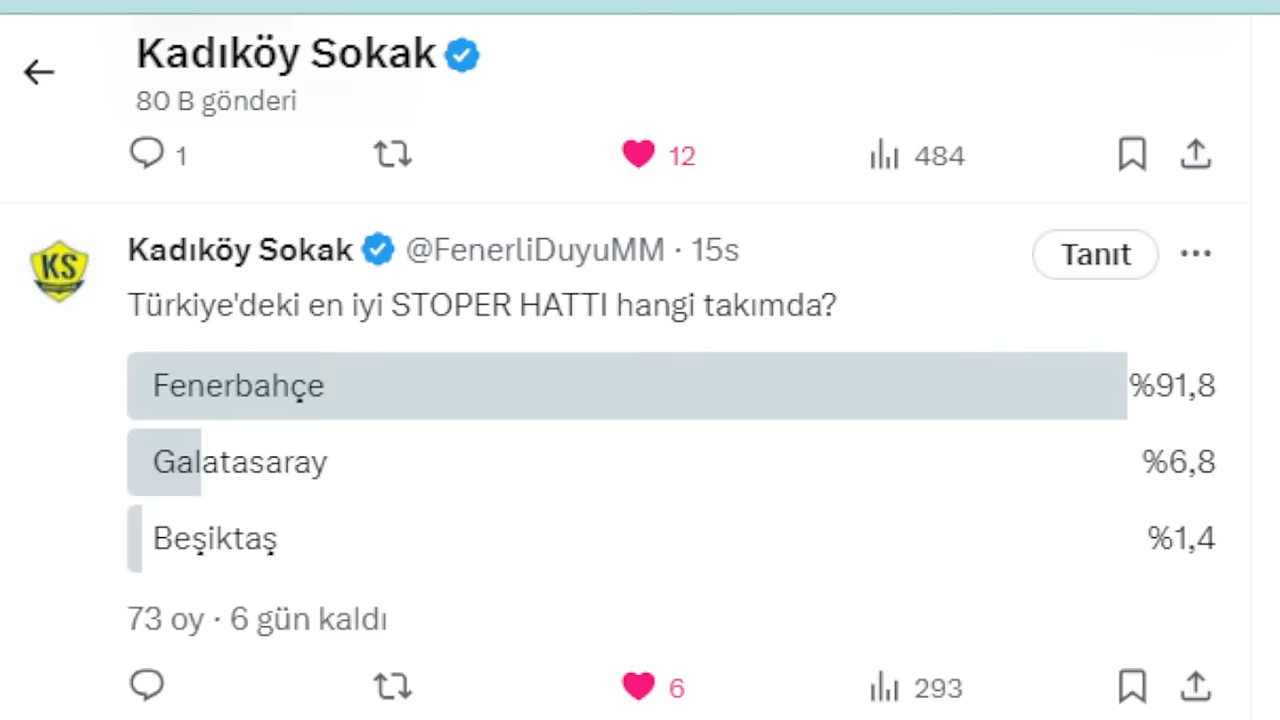 Kadıköy Sokak
80 B gönderi
1 12 484
Kadıköy Sokak @FenerliDuyuMM · 15s Tanıt
KS
Türkiye'deki en iyi STOPER HATTI hangi takımda?
Fenerbahçe %91,8
Galatasaray %6,8
Beşiktaş %1,4
73 oy · 6 gün kaldı
6 293